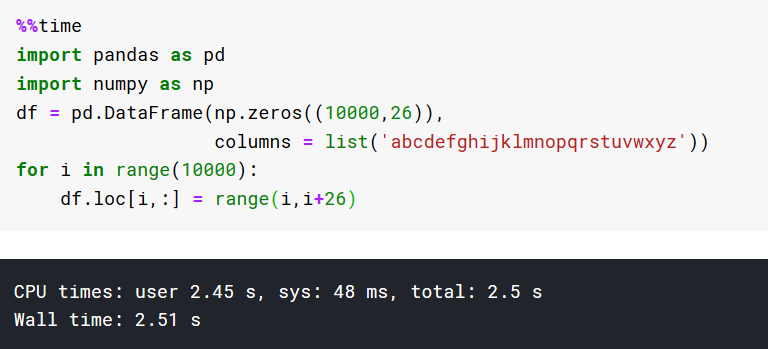 %%time
import pandas as pd
import numpy as np
df = pd.DataFrame(np.zeros((10000,26)),
                  columns = list('abcdefghijklmnopqrstuvwxyz'))
for i in range(10000):
    df.loc[i,:] = range(i,i+26)
CPU times: user 2.45 s, sys: 48 ms, total: 2.5 s
Wall time: 2.51 s